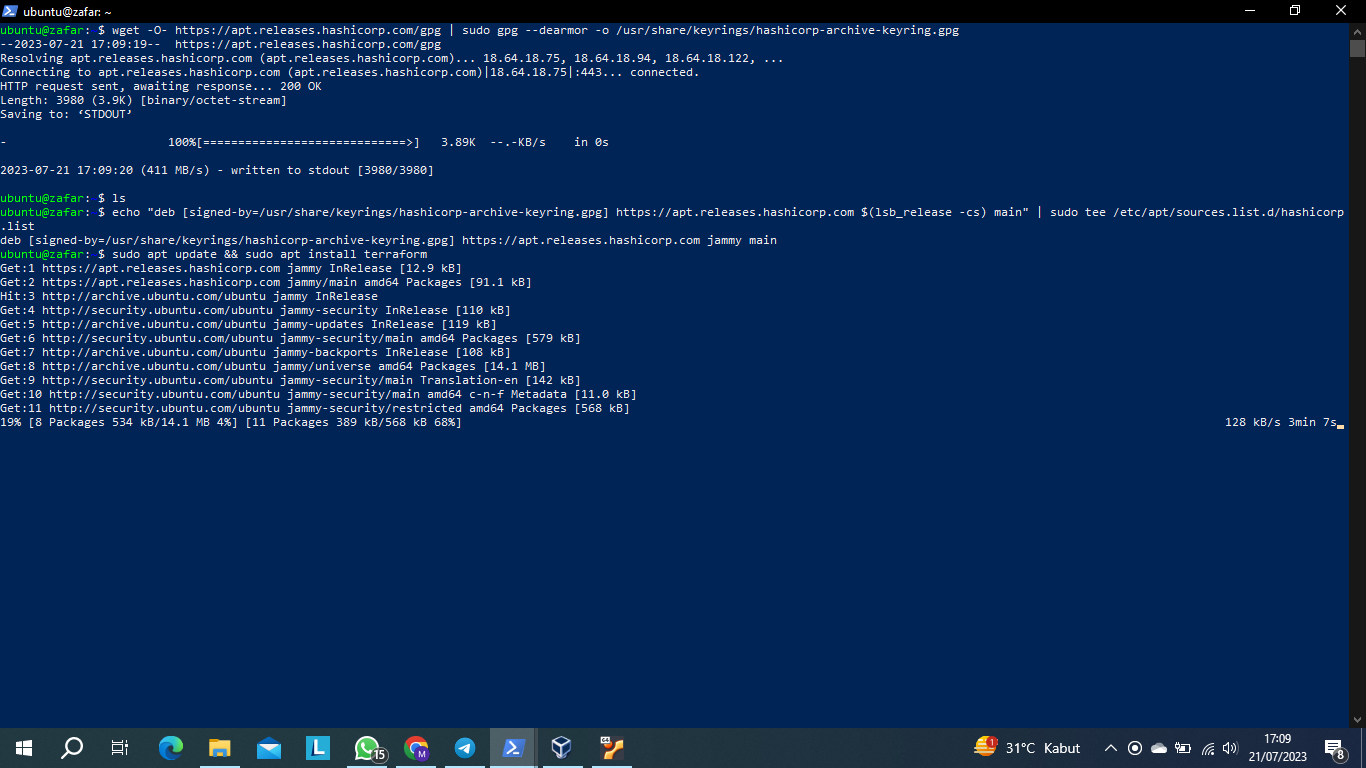 ubuntu@zafar: ~
ubuntu@zafar:~$ wget -O- https://apt.releases.hashicorp.com/gpg | sudo gpg --dearmor -o /usr/share/keyrings/hashicorp-archive-keyring.gpg
--2023-07-21 17:09:19--  https://apt.releases.hashicorp.com/gpg
Resolving apt.releases.hashicorp.com (apt.releases.hashicorp.com)... 18.64.18.75, 18.64.18.94, 18.64.18.122, ...
Connecting to apt.releases.hashicorp.com (apt.releases.hashicorp.com)|18.64.18.75|:443... connected.
HTTP request sent, awaiting response... 200 OK
Length: 3980 (3.9K) [binary/octet-stream]
Saving to: ‘STDOUT’
-                       100%[=============================>]   3.89K  --.-KB/s    in 0s
2023-07-21 17:09:20 (411 MB/s) - written to stdout [3980/3980]
ubuntu@zafar:~$ ls
ubuntu@zafar:~$ echo "deb [signed-by=/usr/share/keyrings/hashicorp-archive-keyring.gpg] https://apt.releases.hashicorp.com $(lsb_release -cs) main" | sudo tee /etc/apt/sources.list.d/hashicorp
.list
deb [signed-by=/usr/share/keyrings/hashicorp-archive-keyring.gpg] https://apt.releases.hashicorp.com jammy main
ubuntu@zafar:~$ sudo apt update && sudo apt install terraform
Get:1 https://apt.releases.hashicorp.com jammy InRelease [12.9 kB]
Get:2 https://apt.releases.hashicorp.com jammy/main amd64 Packages [91.1 kB]
Hit:3 http://archive.ubuntu.com/ubuntu jammy InRelease
Get:4 http://security.ubuntu.com/ubuntu jammy-security InRelease [110 kB]
Get:5 http://archive.ubuntu.com/ubuntu jammy-updates InRelease [119 kB]
Get:6 http://security.ubuntu.com/ubuntu jammy-security/main amd64 Packages [579 kB]
Get:7 http://archive.ubuntu.com/ubuntu jammy-backports InRelease [108 kB]
Get:8 http://archive.ubuntu.com/ubuntu jammy/universe amd64 Packages [14.1 MB]
Get:9 http://security.ubuntu.com/ubuntu jammy-security/main Translation-en [142 kB]
Get:10 http://security.ubuntu.com/ubuntu jammy-security/main amd64 c-n-f Metadata [11.0 kB]
Get:11 http://security.ubuntu.com/ubuntu jammy-security/restricted amd64 Packages [568 kB]
19% [8 Packages 534 kB/14.1 MB 4%] [11 Packages 389 kB/568 kB 68%]                    128 kB/s 3min 7s
L 15 M 64 1 31°C Kabut 17:09
21/07/2023 8